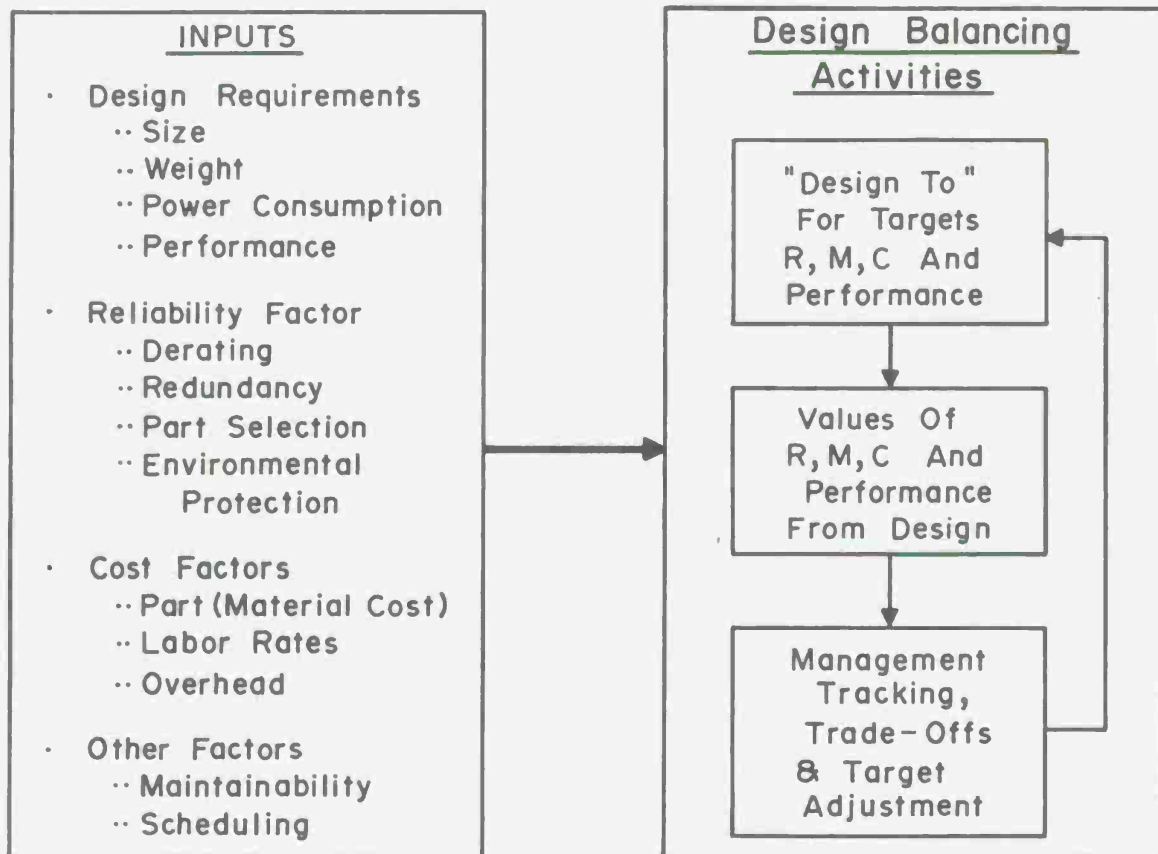 INPUTS
· Design Requirements
·· Size
·· Weight
·· Power Consumption
·· Performance
· Reliability Factor
·· Derating
·· Redundancy
·· Part Selection
·· Environmental
Protection
· Cost Factors
·· Part (Material Cost)
·· Labor Rates
·· Overhead
· Other Factors
·· Maintainability
·· Scheduling
Design Balancing
Activities
"Design To"
For Targets
R, M, C And
Performance
Values Of
R, M, C And
Performance
From Design
Management
Tracking,
Trade-Offs
& Target
Adjustment